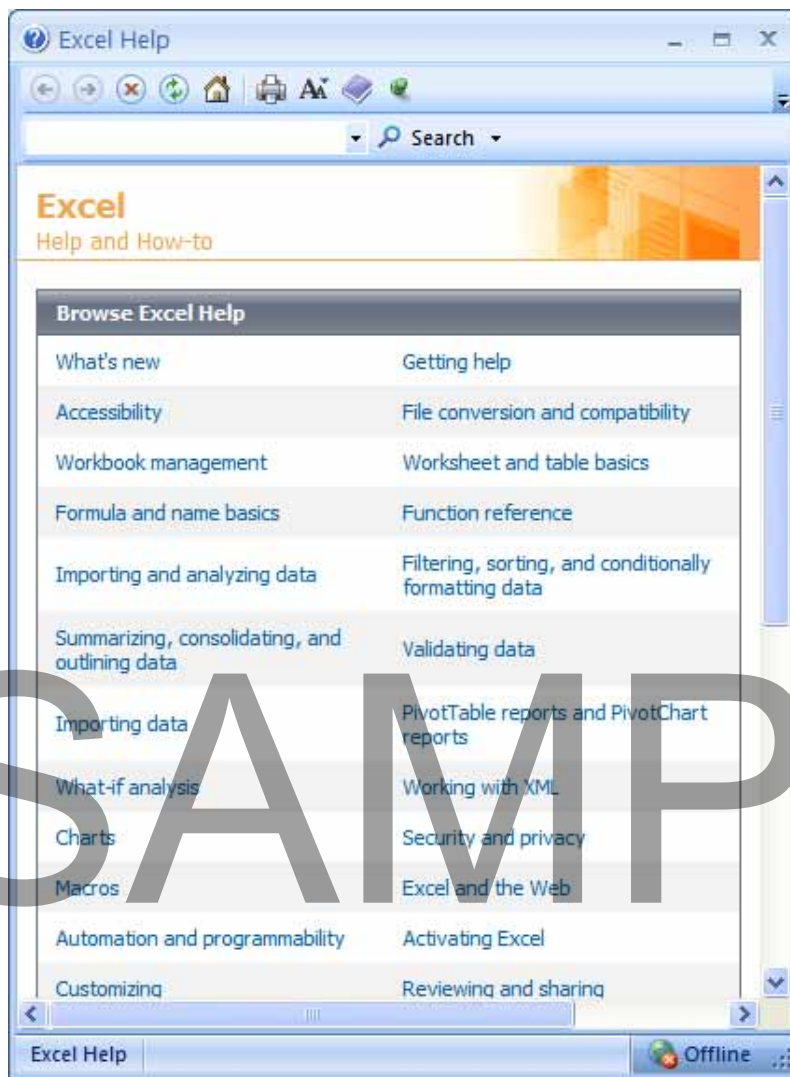 Excel Help
Search
Excel
Help and How-to
Browse Excel Help
What's new
Getting help
Accessibility
File conversion and compatibility
Workbook management
Worksheet and table basics
Formula and name basics
Function reference
Importing and analyzing data
Filtering, sorting, and conditionally
formatting data
Summarizing, consolidating, and
outlining data
Validating data
Importing data
PivotTable reports and PivotChart
reports
What-if analysis
Working with XML
Charts
Security and privacy
Macros
Excel and the Web
Automation and programmability
Activating Excel
Customizing
Reviewing and sharing
Excel Help
Offline
SAMP